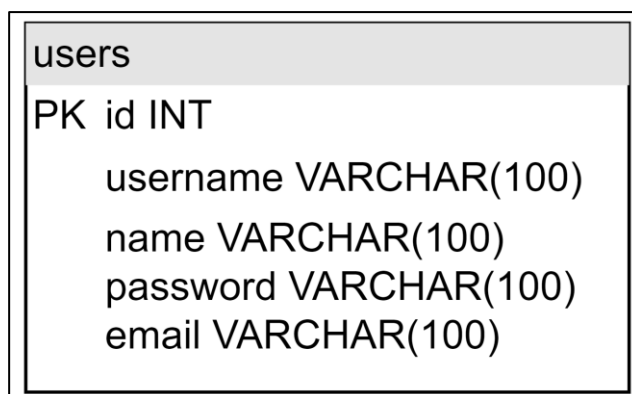 users
PK id INT
username VARCHAR(100)
name VARCHAR(100)
password VARCHAR(100)
email VARCHAR(100)